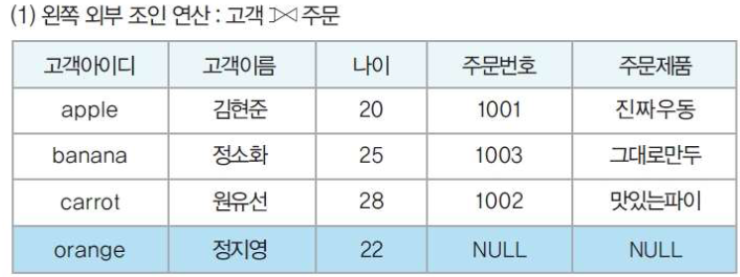 (1) 왼쪽 외부 조인 연산 : 고객 ⟕ 주문
고객아이디 고객이름 나이 주문번호 주문제품
apple 김현준 20 1001 진짜우동
banana 정소화 25 1003 그대로만두
carrot 원유선 28 1002 맛있는파이
orange 정지영 22 NULL NULL